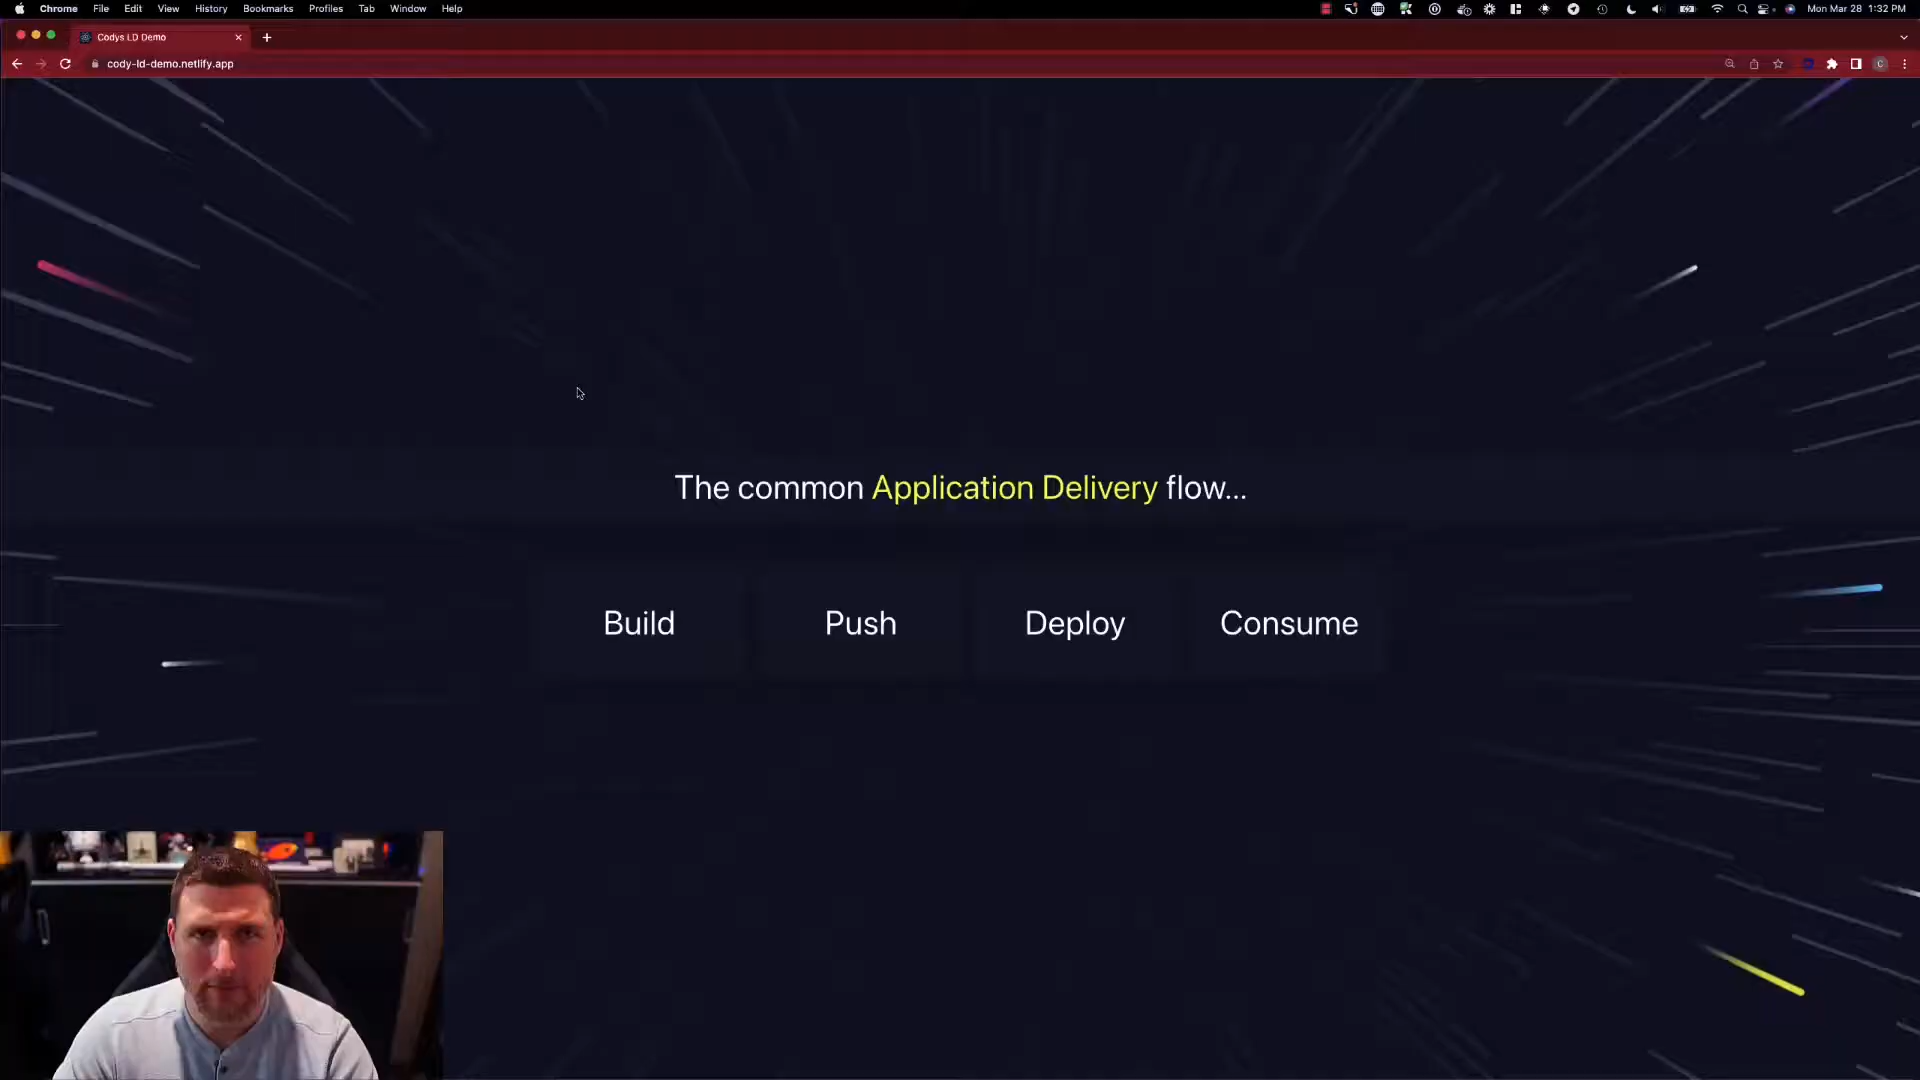 Chrome File Edit View History Bookmarks Profiles Tab Window Help Mon Mar 28 1:32 PM
Codys LD Demo
cody-ld-demo.netlify.app
C
The common Application Delivery flow...
Build Push Deploy Consume